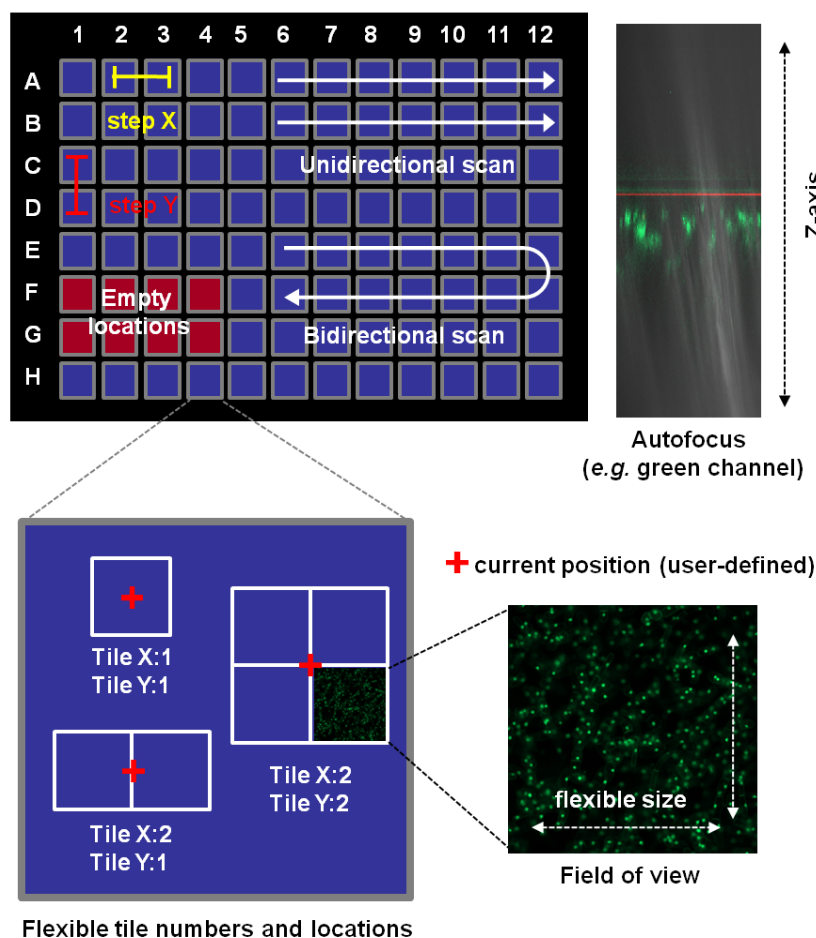 1 2 3 4 5 6 7 8 9 10 11 12
A
B
step X
C
Unidirectional scan
D
step Y
E
F
Empty
locations
G
Bidirectional scan
H
Z-axis
Autofocus
(e.g. green channel)
+ current position (user-defined)
Tile X:1
Tile Y:1
Tile X:2
Tile Y:2
Tile X:2
Tile Y:1
flexible size
Field of view
Flexible tile numbers and locations